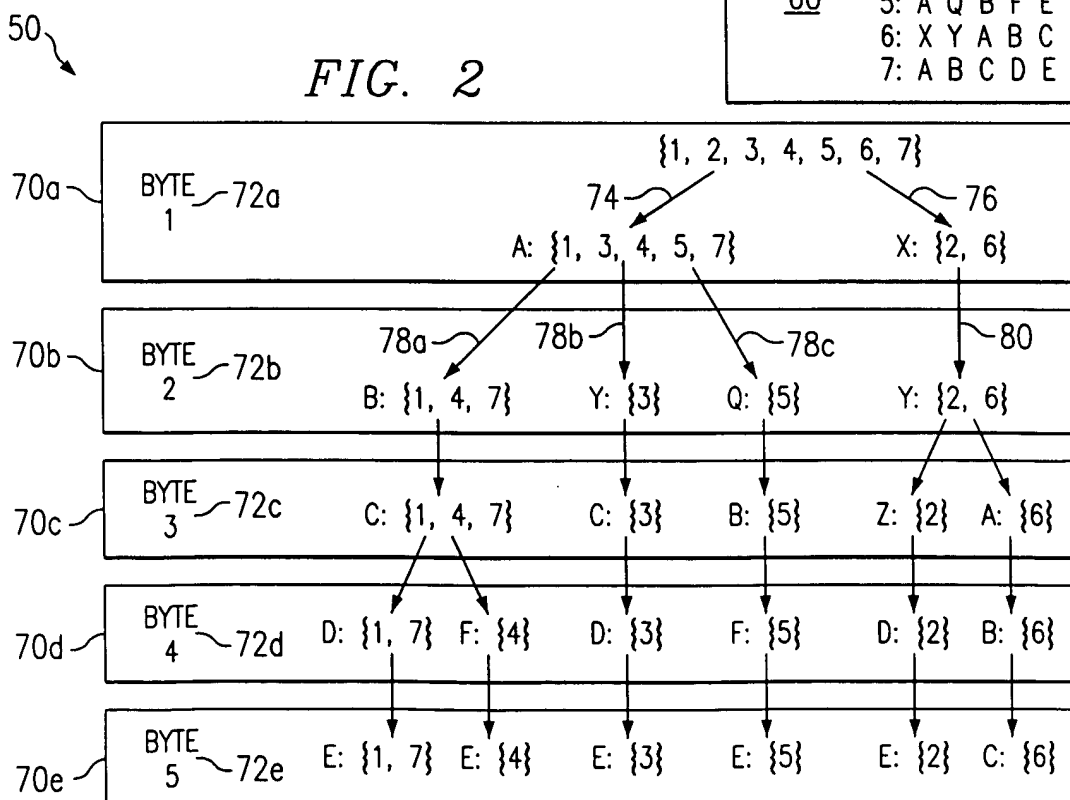 50
60
5: A Q B F E
6: X Y A B C
7: A B C D E
FIG. 2
70a
BYTE 1
72a
{1, 2, 3, 4, 5, 6, 7}
74
76
A: {1, 3, 4, 5, 7}
X: {2, 6}
70b
BYTE 2
72b
78a
78b
78c
80
B: {1, 4, 7}
Y: {3}
Q: {5}
Y: {2, 6}
70c
BYTE 3
72c
C: {1, 4, 7}
C: {3}
B: {5}
Z: {2}
A: {6}
70d
BYTE 4
72d
D: {1, 7}
F: {4}
D: {3}
F: {5}
D: {2}
B: {6}
70e
BYTE 5
72e
E: {1, 7}
E: {4}
E: {3}
E: {5}
E: {2}
C: {6}